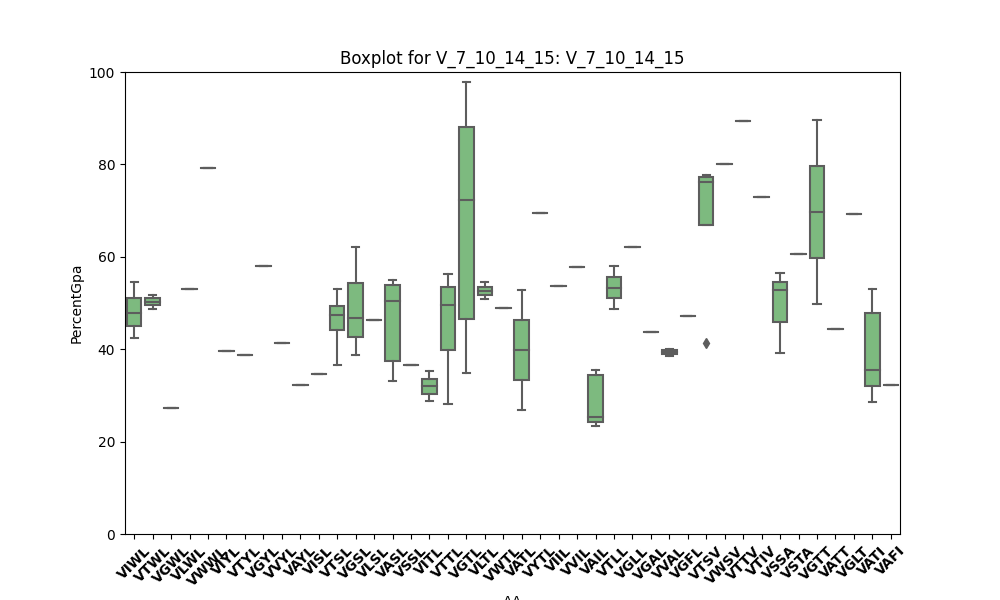 Boxplot for V_7_10_14_15: V_7_10_14_15
PercentGpa
100
80
60
40
20
0
VIWL VTWL VGWL VLWL VWWL VIYL VTYL VGYL VVYL VAYL VISL VTSL VGSL VLSL VASL VSSL VITL VTTL VGTL VLTL VWTL VATL VYTL VIIL VVIL VAIL VTLL VGLL VGAL VVAL VGFL VTSV VWSV VTTV VTIV VSSA VSTA VGTT VATT VGLT VATI VAFI